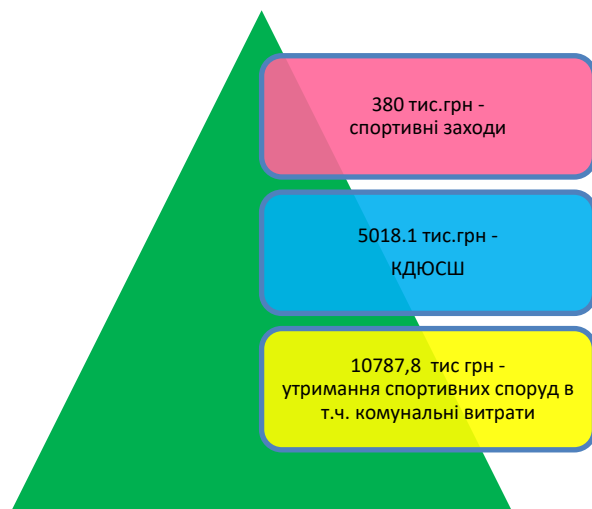 380 тис.грн -
спортивні заходи
5018.1 тис.грн -
КДЮСШ
10787,8 тис грн -
утримання спортивних споруд в
т.ч. комунальні витрати